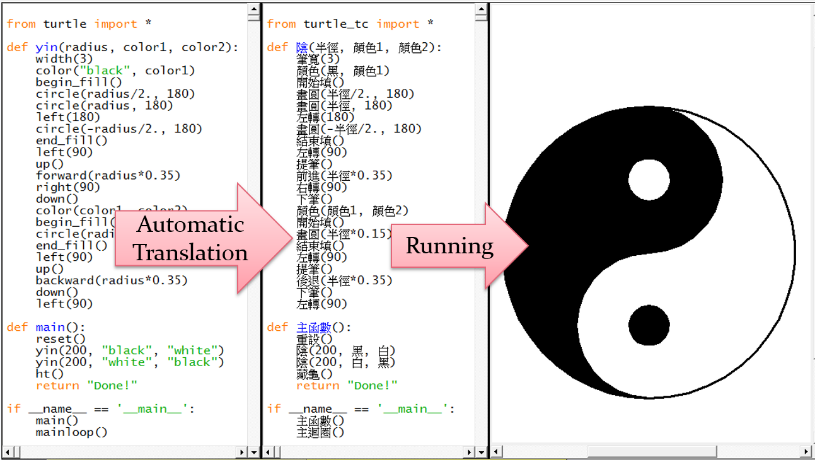 from turtle import *
def yin(radius, color1, color2):
    width(3)
    color("black", color1)
    begin_fill()
    circle(radius/2., 180)
    circle(radius, 180)
    left(180)
    circle(-radius/2., 180)
    end_fill()
    left(90)
    up()
    forward(radius*0.35)
    right(90)
    down()
    color(color1, color2)
    begin_fil
    circle(radi
    end_fill()
    left(90)
    up()
    backward(radius*0.35)
    down()
    left(90)
def main():
    reset()
    yin(200, "black", "white")
    yin(200, "white", "black")
    ht()
    return "Done!"
if __name__ == '__main__':
    main()
    mainloop()
Automatic
Translation
from turtle_tc import *
def 陰(半徑, 顏色1, 顏色2):
    筆寬(3)
    顏色(黑, 顏色1)
    開始填()
    畫圓(半徑/2., 180)
    畫圓(半徑, 180)
    左轉(180)
    畫圓(-半徑/2., 180)
    結束填()
    左轉(90)
    提筆()
    前進(半徑*0.35)
    右轉(90)
    下筆()
    顏色(顏色1, 顏色2)
    開始填()
    畫圓(半徑*0.15)
    結束填()
    左轉(90)
    提筆()
    後退(半徑*0.35)
    下筆()
    左轉(90)
def 主函數():
    重設()
    陰(200, 黑, 白)
    陰(200, 白, 黑)
    藏龜()
    return "Done!"
if __name__ == '__main__':
    主函數()
    主迴圈()
Running